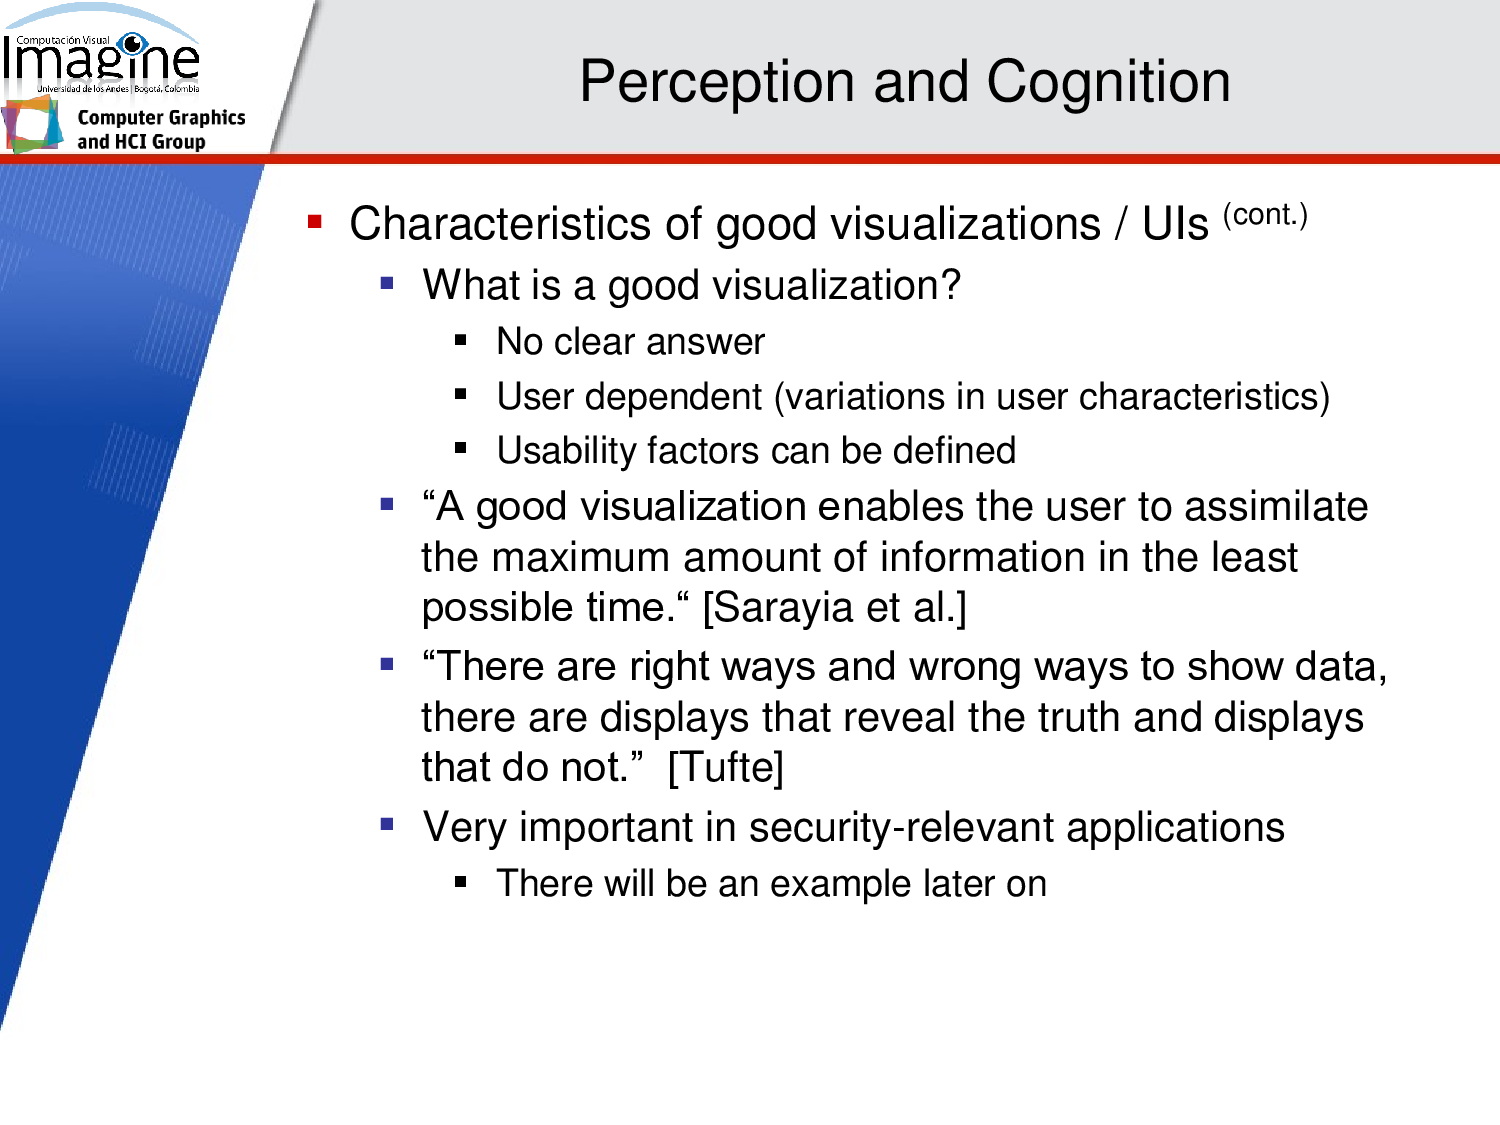 Computación Visual
Imagine
Universidad de los Andes | Bogotá, Colombia
Computer Graphics
and HCI Group
Perception and Cognition
▪ Characteristics of good visualizations / UIs (cont.)
▪ What is a good visualization?
▪ No clear answer
▪ User dependent (variations in user characteristics)
▪ Usability factors can be defined
▪ “A good visualization enables the user to assimilate
the maximum amount of information in the least
possible time.“ [Sarayia et al.]
▪ “There are right ways and wrong ways to show data,
there are displays that reveal the truth and displays
that do not.” [Tufte]
▪ Very important in security-relevant applications
▪ There will be an example later on